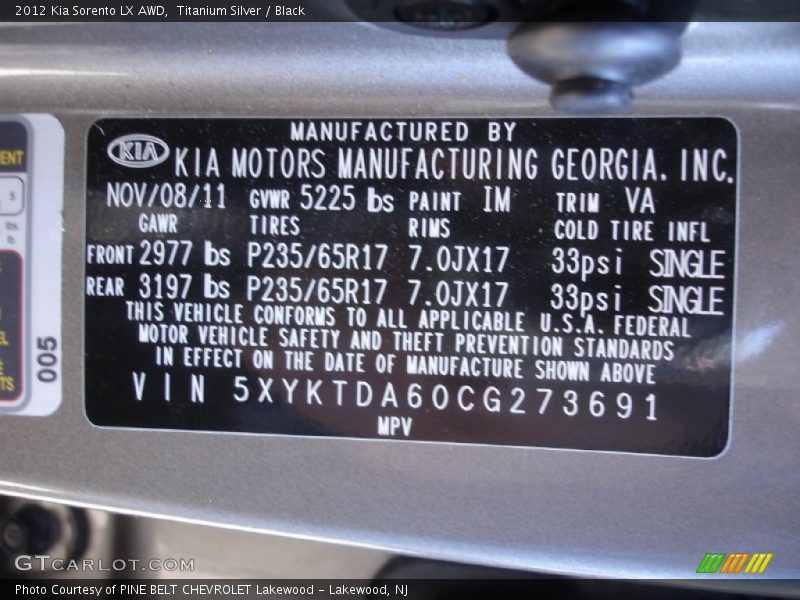 2012 Kia Sorento LX AWD, Titanium Silver / Black
MANUFACTURED BY
KIA KIA MOTORS MANUFACTURING GEORGIA. INC.
NOV/08/11 GVWR 5225 lbs PAINT IM TRIM VA
GAWR TIRES RIMS COLD TIRE INFL
FRONT 2977 lbs P235/65R17 7.0JX17 33psi SINGLE
REAR 3197 lbs P235/65R17 7.0JX17 33psi SINGLE
THIS VEHICLE CONFORMS TO ALL APPLICABLE U.S.A. FEDERAL
MOTOR VEHICLE SAFETY AND THEFT PREVENTION STANDARDS
IN EFFECT ON THE DATE OF MANUFACTURE SHOWN ABOVE
VIN 5XYKTDA60CG273691
MPV
005
GTCARLOT.COM
Photo Courtesy of PINE BELT CHEVROLET Lakewood - Lakewood, NJ